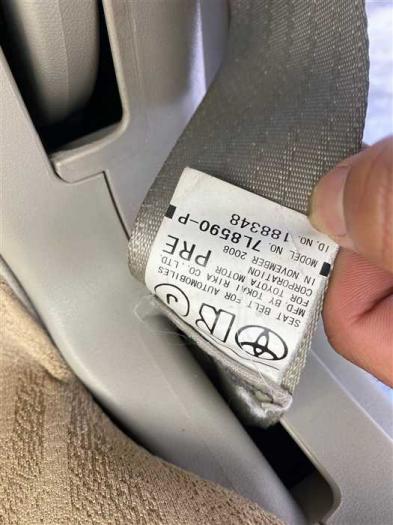 SEAT BELT FOR AUTOMOBILES
MFD. BY TOKAI RIKA CO., LTD.
FOR TOYOTA MOTOR
CORPORATION
IN NOVEMBER 2008
PRE
MODEL NO. 7L8590-P
ID. NO. 188348